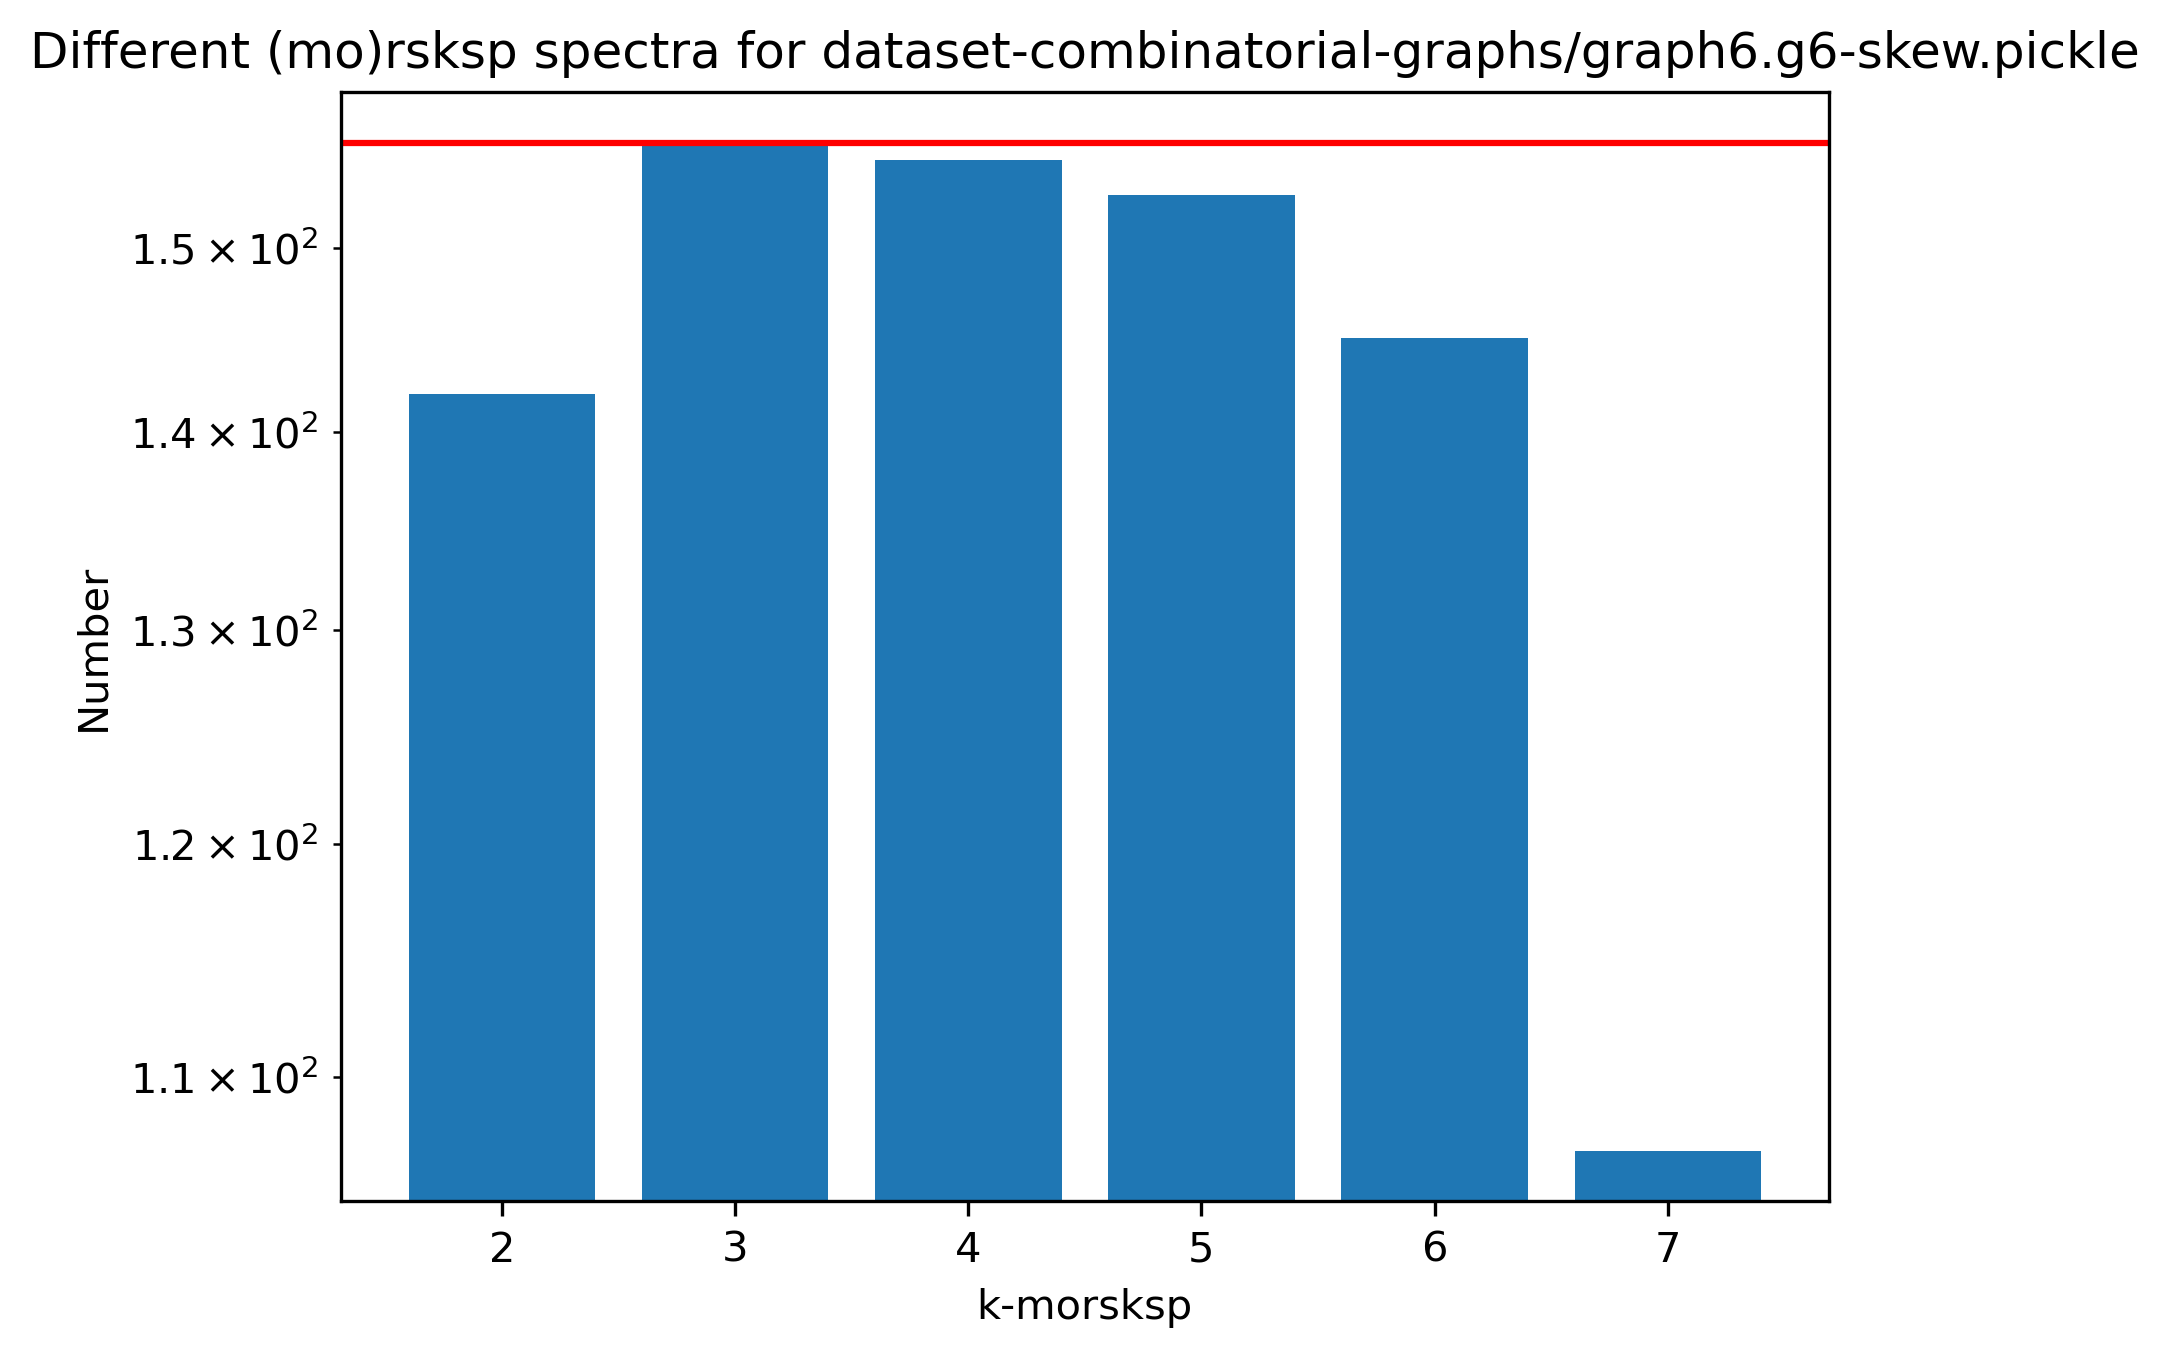 Different (mo)rsksp spectra for dataset-combinatorial-graphs/graph6.g6-skew.pickle
1.5 × 10²
1.4 × 10²
1.3 × 10²
1.2 × 10²
1.1 × 10²
Number
2 3 4 5 6 7
k-morsksp